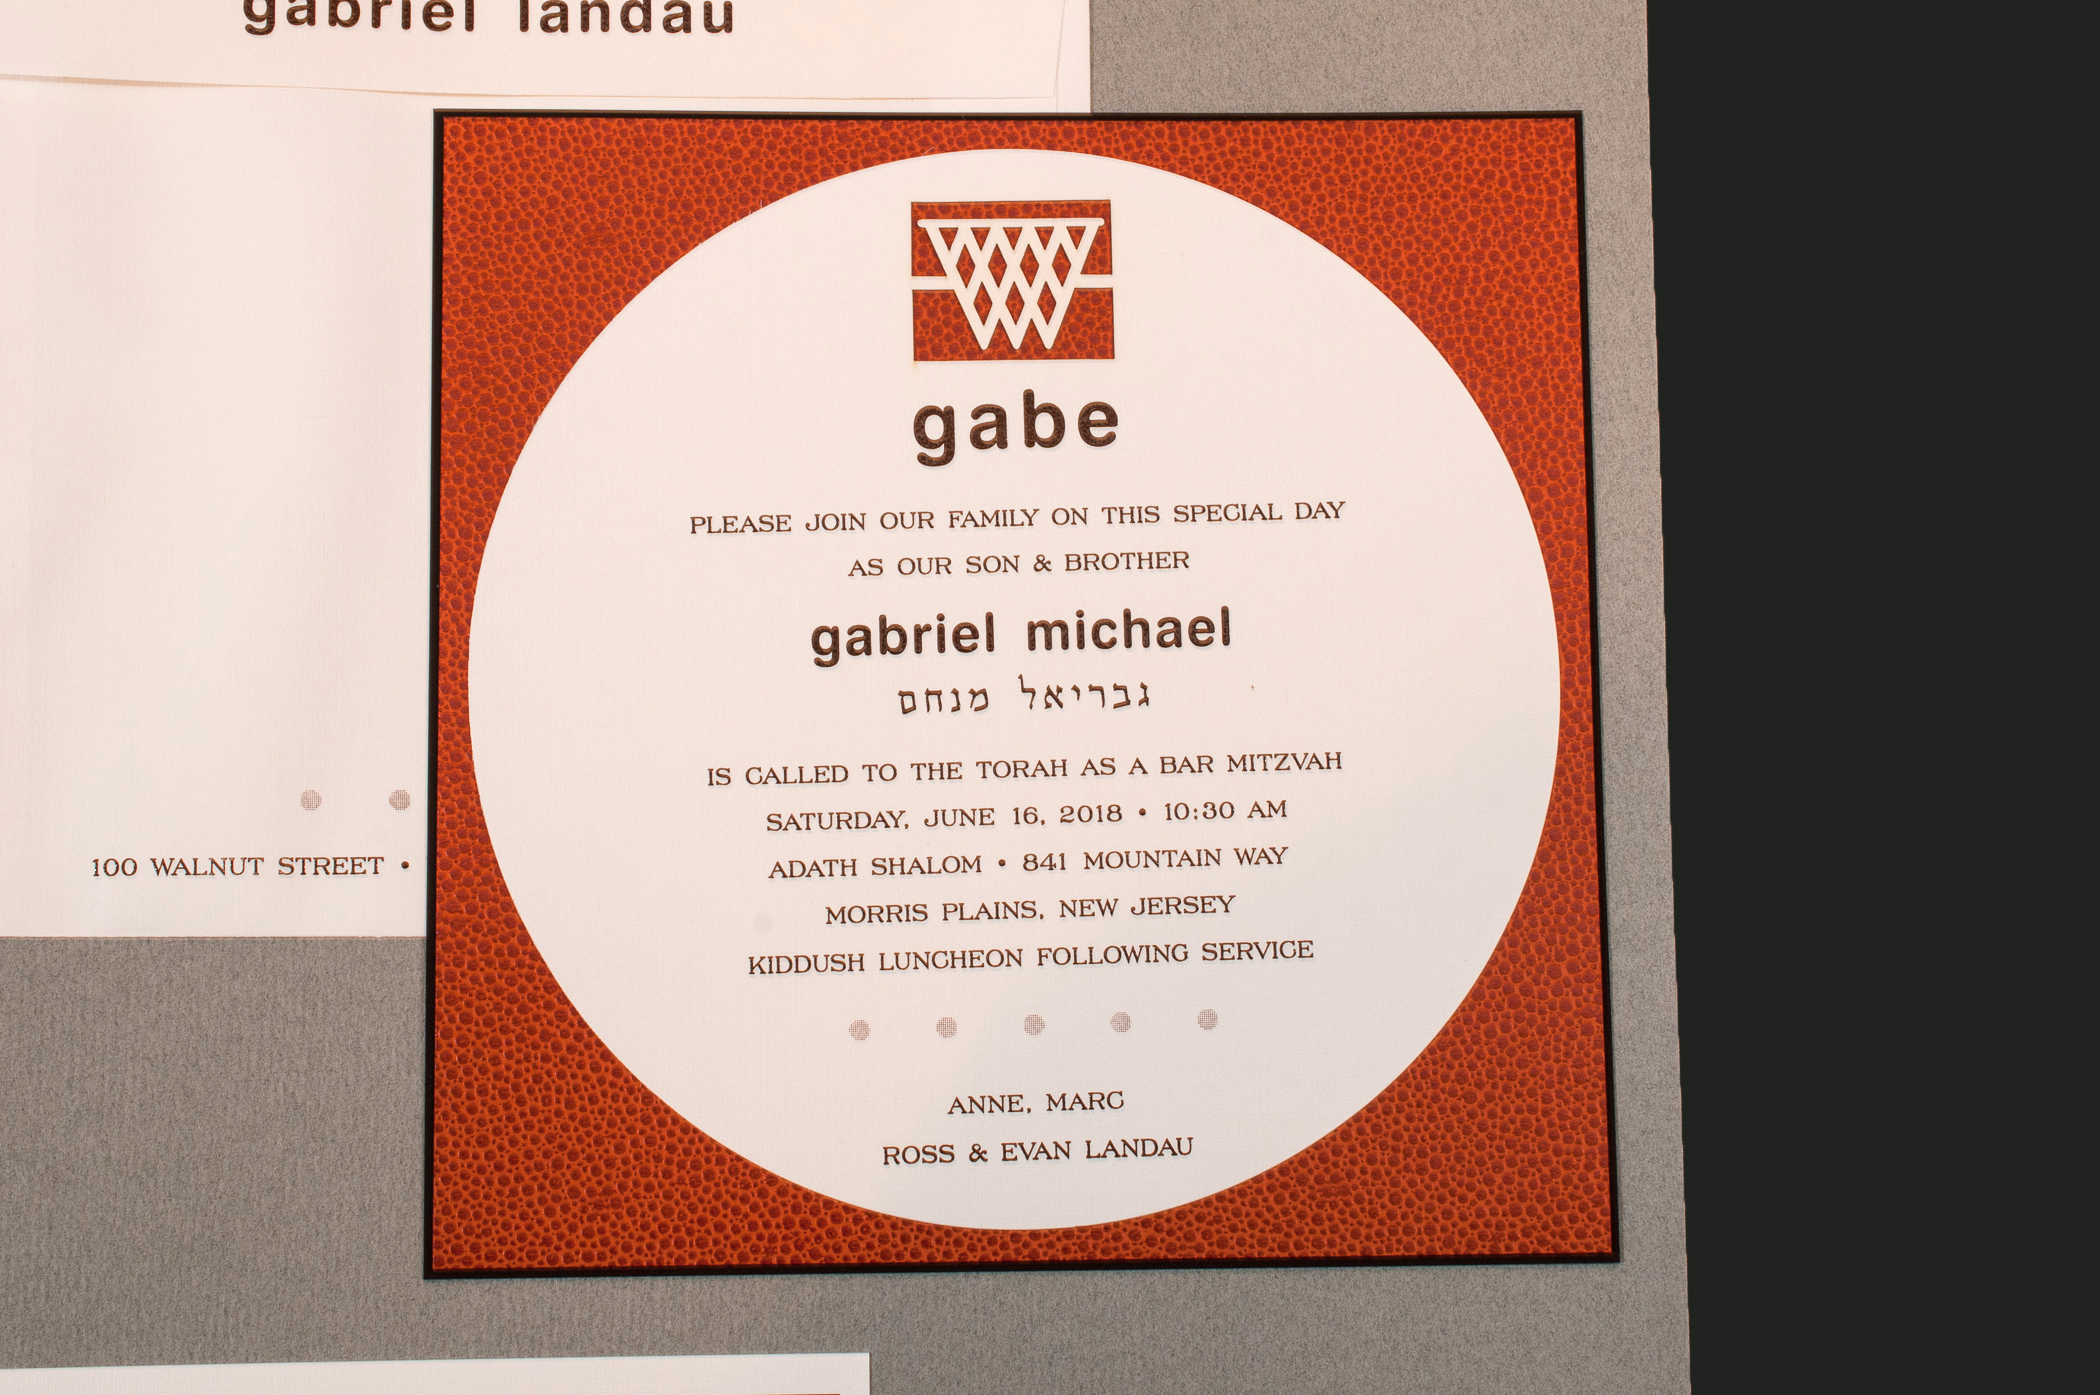 gabriel landau
100 WALNUT STREET •
gabe
PLEASE JOIN OUR FAMILY ON THIS SPECIAL DAY
AS OUR SON & BROTHER
gabriel michael
גבריאל מנחם
IS CALLED TO THE TORAH AS A BAR MITZVAH
SATURDAY, JUNE 16, 2018 • 10:30 AM
ADATH SHALOM • 841 MOUNTAIN WAY
MORRIS PLAINS, NEW JERSEY
KIDDUSH LUNCHEON FOLLOWING SERVICE
ANNE, MARC
ROSS & EVAN LANDAU